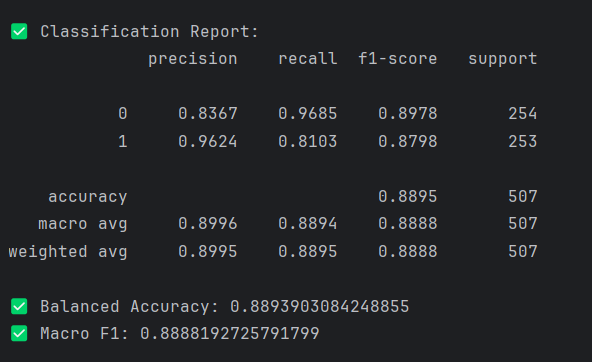 ✅ Classification Report:
              precision    recall  f1-score   support

           0     0.8367    0.9685    0.8978       254
           1     0.9624    0.8103    0.8798       253

    accuracy                         0.8895       507
   macro avg     0.8996    0.8894    0.8888       507
weighted avg     0.8995    0.8895    0.8888       507

✅ Balanced Accuracy: 0.8893903084248855
✅ Macro F1: 0.8888192725791799